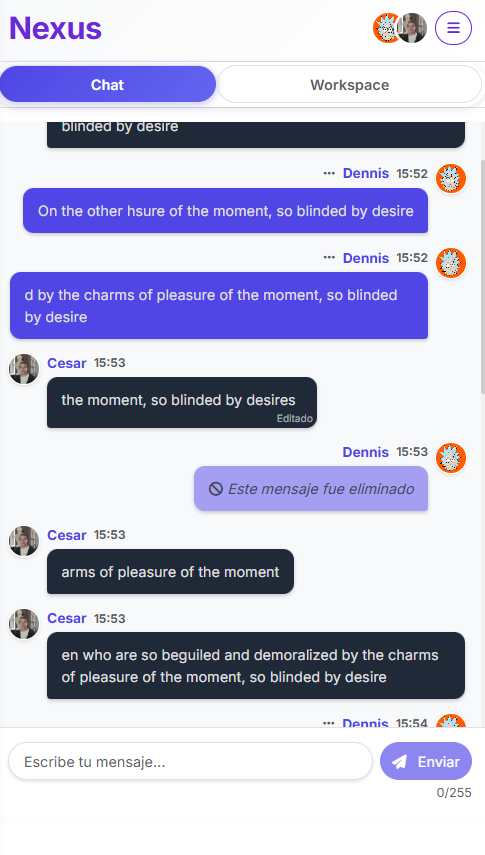 Nexus
Chat
Workspace
blinded by desire
Dennis 15:52
On the other hsure of the moment, so blinded by desire
Dennis 15:52
d by the charms of pleasure of the moment, so blinded
by desire
Cesar 15:53
the moment, so blinded by desires
Editado
Dennis 15:53
Este mensaje fue eliminado
Cesar 15:53
arms of pleasure of the moment
Cesar 15:53
en who are so beguiled and demoralized by the charms
of pleasure of the moment, so blinded by desire
Dennis 15:54
Escribe tu mensaje...
Enviar
0/255